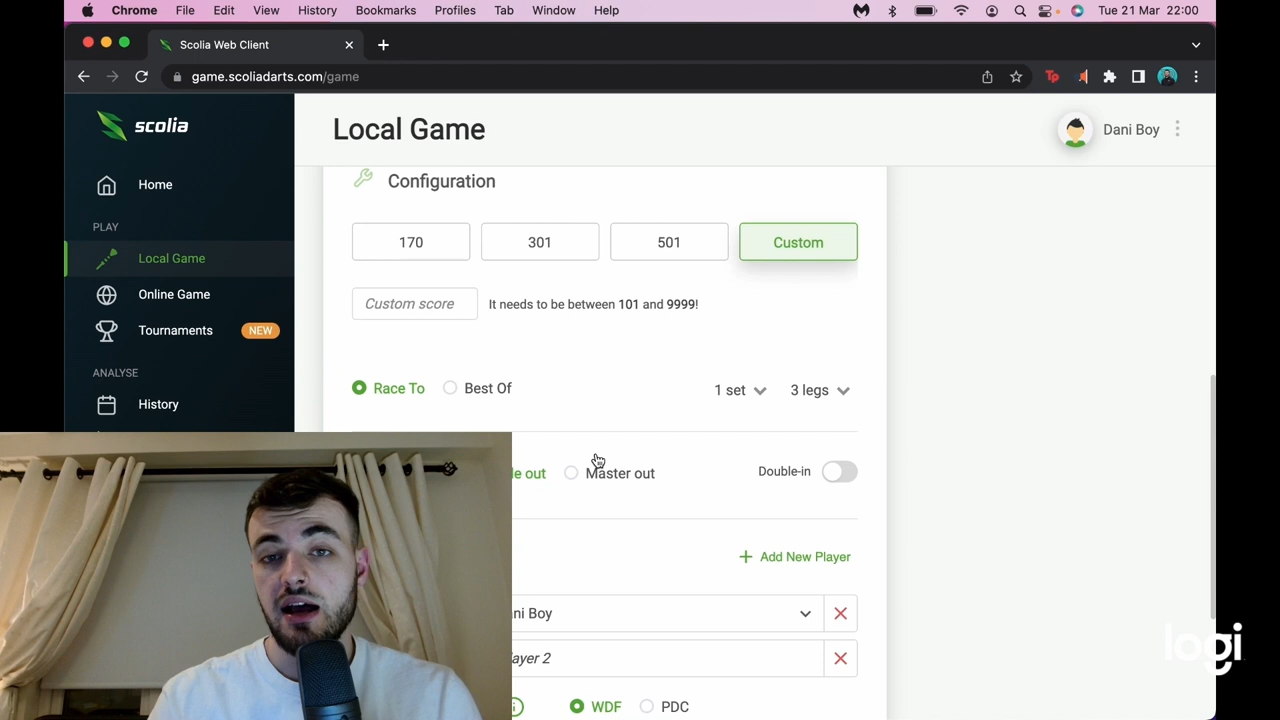 Chrome File Edit View History Bookmarks Profiles Tab Window Help Tue 21 Mar 22:00
Scolia Web Client
game.scoliadarts.com/game
Tp
scolia
Local Game
Dani Boy
Home
PLAY
Local Game
Online Game
Tournaments NEW
ANALYSE
History
Configuration
170 301 501 Custom
Custom score It needs to be between 101 and 9999!
Race To Best Of 1 set 3 legs
le out Master out Double-in
+ Add New Player
ni Boy
ayer 2
i WDF PDC
logi